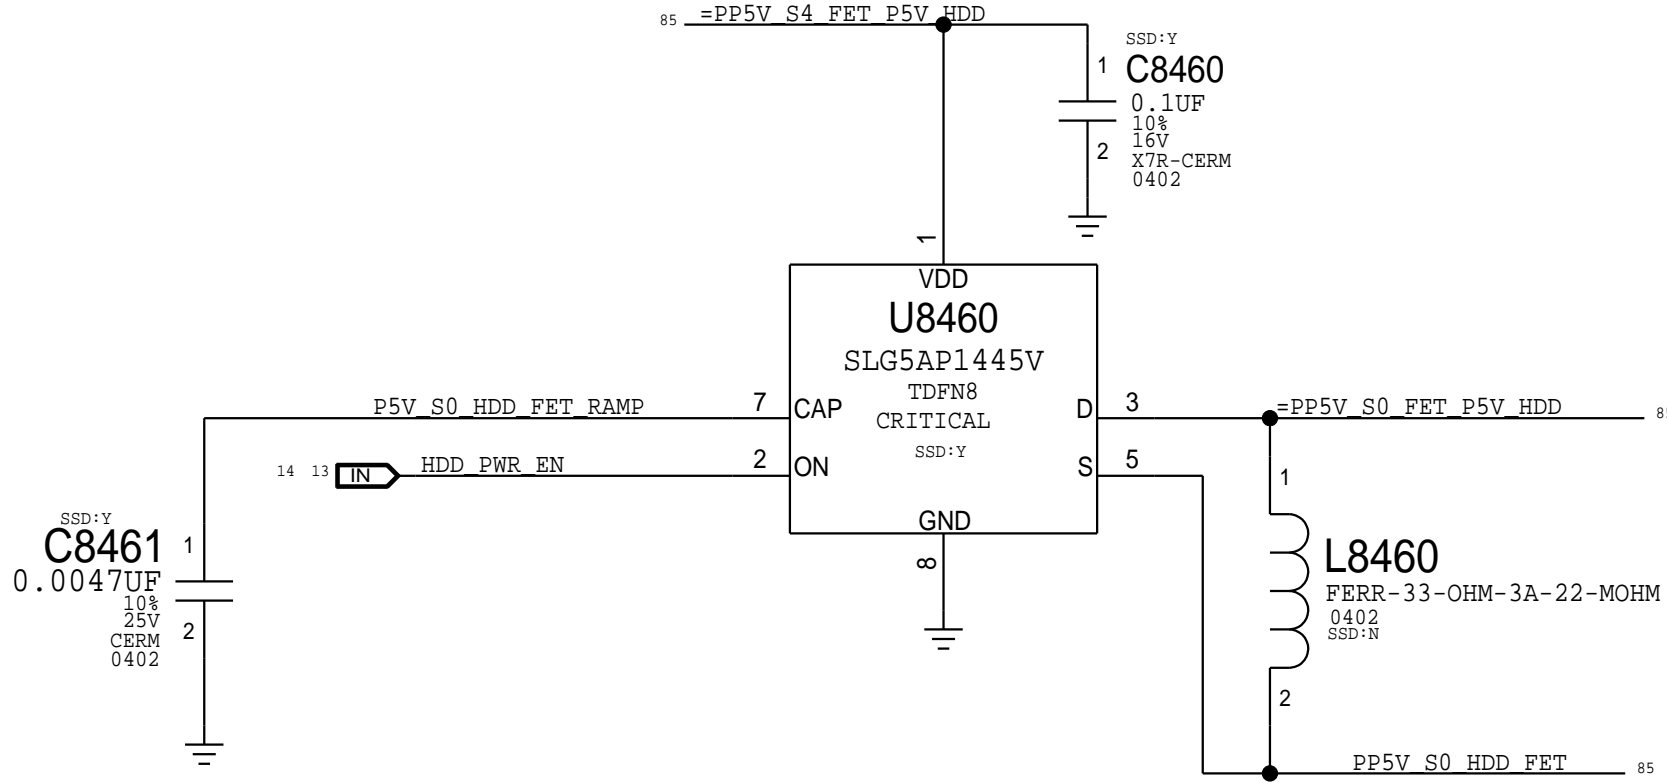 85 =PP5V_S4_FET_P5V_HDD
SSD:Y
1 C8460
0.1UF
10%
16V
2 X7R-CERM
0402
1
VDD
U8460
SLG5AP1445V
TDFN8
CRITICAL
SSD:Y
P5V_S0_HDD_FET_RAMP 7 CAP
D 3 =PP5V_S0_FET_P5V_HDD
14 13 IN HDD_PWR_EN 2 ON
S 5
GND
8
SSD:Y
C8461 1
0.0047UF
10%
25V
2 CERM
0402
1
L8460
FERR-33-OHM-3A-22-MOHM
0402
SSD:N
2
PP5V_S0_HDD_FET 85